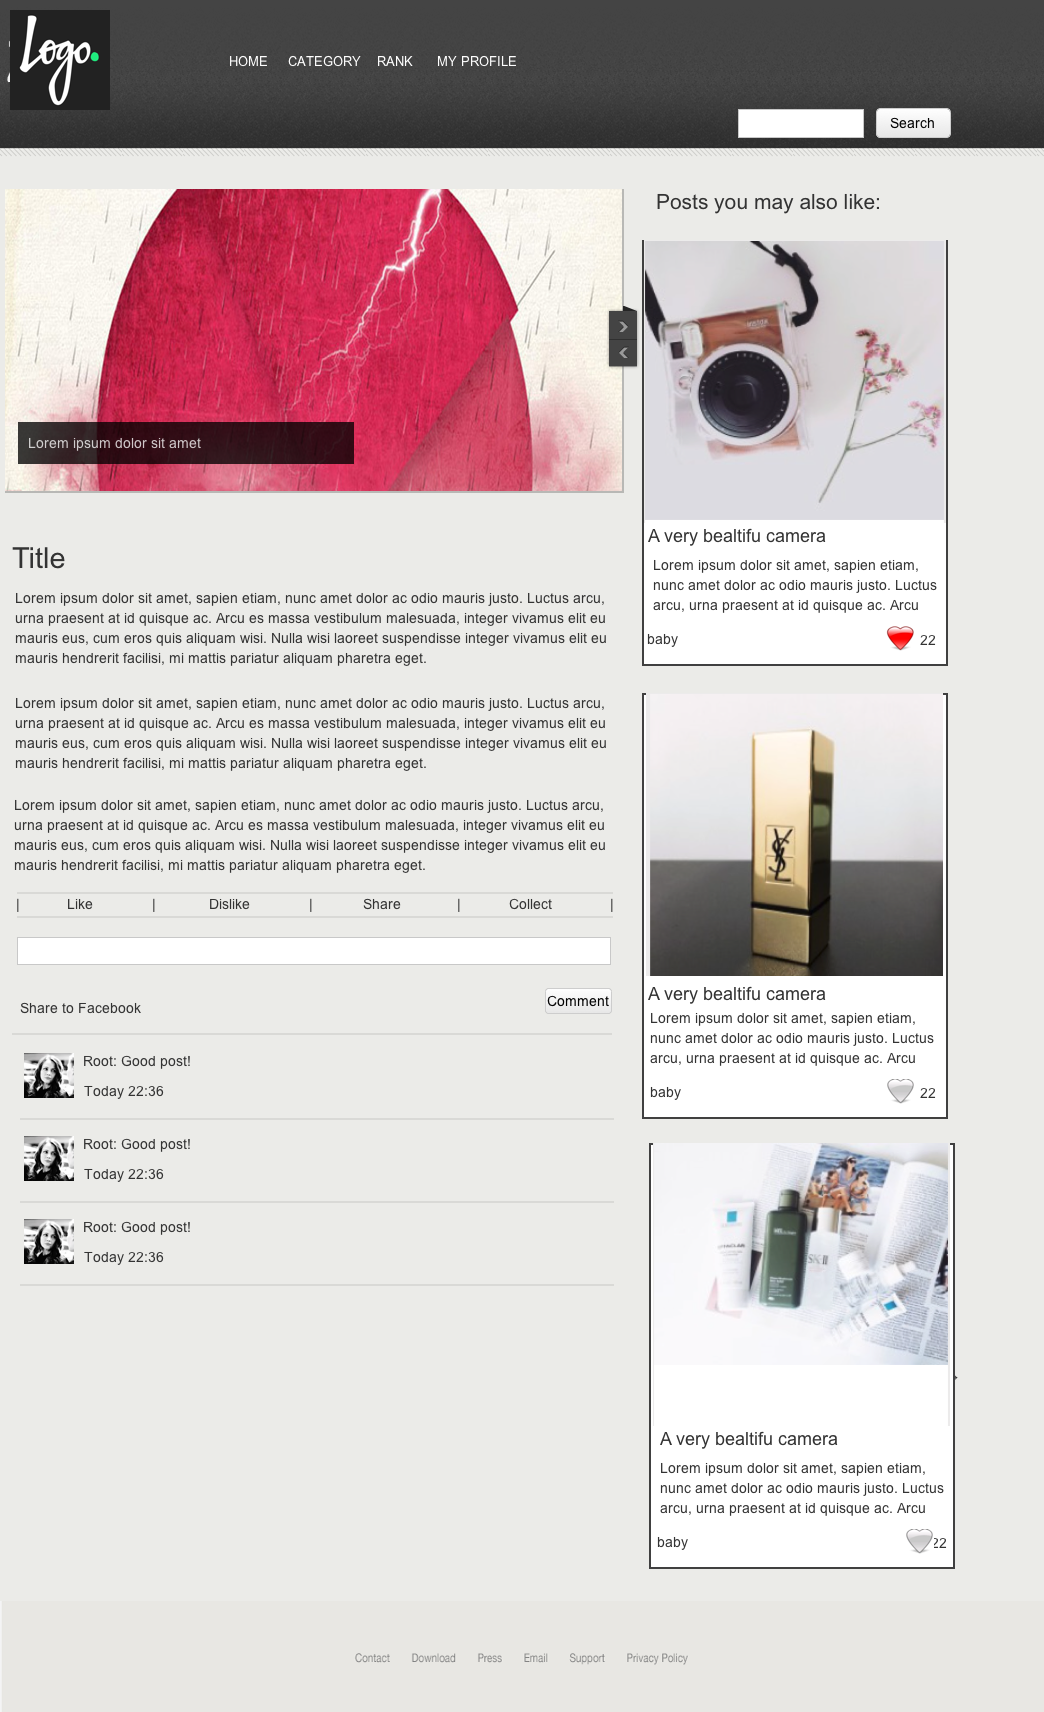 Logo.
HOME CATEGORY RANK MY PROFILE
Search
Lorem ipsum dolor sit amet
Title
Lorem ipsum dolor sit amet, sapien etiam, nunc amet dolor ac odio mauris justo. Luctus arcu,
urna praesent at id quisque ac. Arcu es massa vestibulum malesuada, integer vivamus elit eu
mauris eus, cum eros quis aliquam wisi. Nulla wisi laoreet suspendisse integer vivamus elit eu
mauris hendrerit facilisi, mi mattis pariatur aliquam pharetra eget.
Lorem ipsum dolor sit amet, sapien etiam, nunc amet dolor ac odio mauris justo. Luctus arcu,
urna praesent at id quisque ac. Arcu es massa vestibulum malesuada, integer vivamus elit eu
mauris eus, cum eros quis aliquam wisi. Nulla wisi laoreet suspendisse integer vivamus elit eu
mauris hendrerit facilisi, mi mattis pariatur aliquam pharetra eget.
Lorem ipsum dolor sit amet, sapien etiam, nunc amet dolor ac odio mauris justo. Luctus arcu,
urna praesent at id quisque ac. Arcu es massa vestibulum malesuada, integer vivamus elit eu
mauris eus, cum eros quis aliquam wisi. Nulla wisi laoreet suspendisse integer vivamus elit eu
mauris hendrerit facilisi, mi mattis pariatur aliquam pharetra eget.
| Like | Dislike | Share | Collect |
Share to Facebook
Comment
Root: Good post!
Today 22:36
Root: Good post!
Today 22:36
Root: Good post!
Today 22:36
Posts you may also like:
A very bealtifu camera
Lorem ipsum dolor sit amet, sapien etiam,
nunc amet dolor ac odio mauris justo. Luctus
arcu, urna praesent at id quisque ac. Arcu
baby 22
YSL
A very bealtifu camera
Lorem ipsum dolor sit amet, sapien etiam,
nunc amet dolor ac odio mauris justo. Luctus
arcu, urna praesent at id quisque ac. Arcu
baby 22
SK-II
A very bealtifu camera
Lorem ipsum dolor sit amet, sapien etiam,
nunc amet dolor ac odio mauris justo. Luctus
arcu, urna praesent at id quisque ac. Arcu
baby 22
Contact Download Press Email Support Privacy Policy